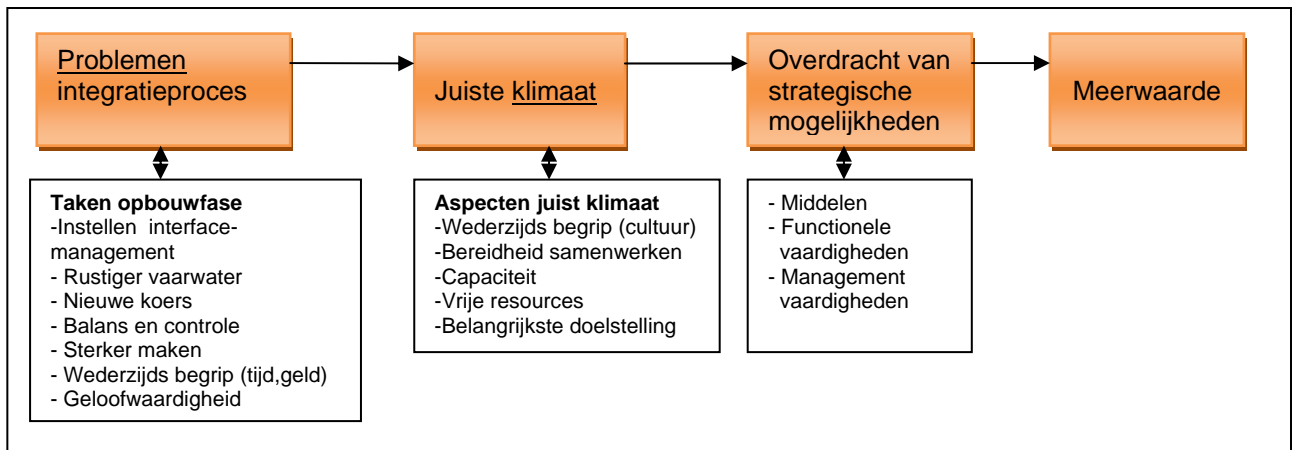 Problemen
integratieproces
Juiste klimaat
Overdracht van
strategische
mogelijkheden
Meerwaarde
Taken opbouwfase
-Instellen interface-
management
- Rustiger vaarwater
- Nieuwe koers
- Balans en controle
- Sterker maken
- Wederzijds begrip (tijd,geld)
- Geloofwaardigheid
Aspecten juist klimaat
-Wederzijds begrip (cultuur)
-Bereidheid samenwerken
-Capaciteit
-Vrije resources
-Belangrijkste doelstelling
- Middelen
- Functionele
vaardigheden
- Management
vaardigheden